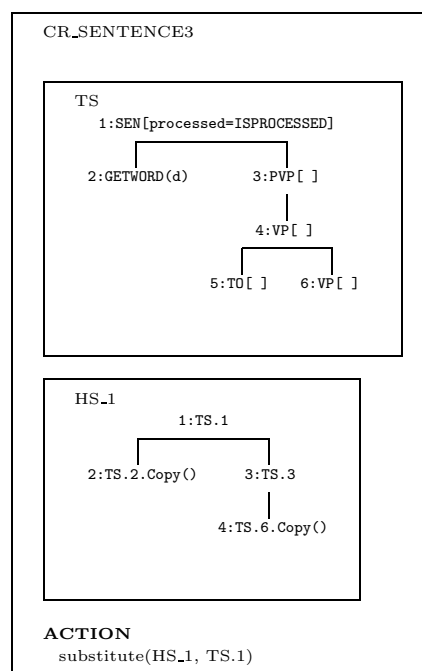 CR_SENTENCE3
TS
1:SEN[processed=ISPROCESSED]
2:GETWORD(d) 3:PVP[ ]
4:VP[ ]
5:TO[ ] 6:VP[ ]
HS_1
1:TS.1
2:TS.2.Copy() 3:TS.3
4:TS.6.Copy()
ACTION
substitute(HS_1, TS.1)